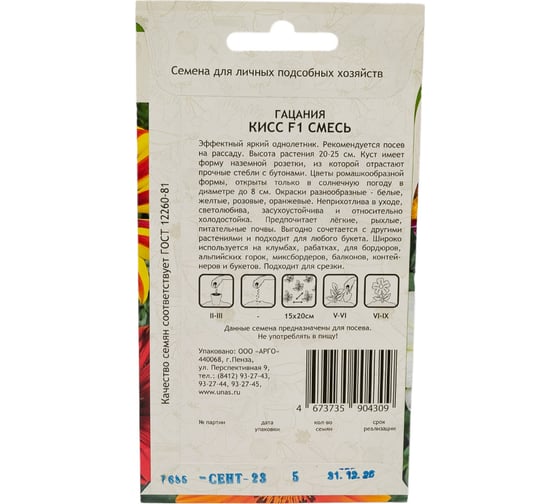 Семена для личных подсобных хозяйств
ГАЦАНИЯ
КИСС F1 СМЕСЬ
Эффектный яркий однолетник. Рекомендуется посев
на рассаду. Высота растения 20-25 см. Куст имеет
форму наземной розетки, из которой отрастают
прочные стебли с бутонами. Цветы ромашкообразной
формы, открыты только в солнечную погоду в
диаметре до 8 см. Окраски разнообразные - белые,
желтые, розовые, оранжевые. Неприхотлива в уходе,
светолюбива, засухоустойчива и относительно
холодостойка. Предпочитает лёгкие, рыхлые,
питательные почвы. Выгодно сочетается с другими
растениями и подходит для любого букета. Широко
используется на клумбах, рабатках, для бордюров,
альпийских горок, миксбордеров, балконов, контей-
неров и букетов. Подходит для срезки.
II-III - 15х20см V-VI VI-IX
Данные семена предназначены для посева.
Не употреблять в пищу!
Упаковано: ООО «АРГО»
440068, г.Пенза,
ул. Перспективная 9,
тел.: (8412) 93-27-43,
93-27-44, 93-27-45,
www.unas.ru
4 673735 904309
№ партии дата упаковки кол-во семян срок реализации
7655 -СЕНТ-23 5 31.12.26
Качество семян соответствует ГОСТ 12260-81